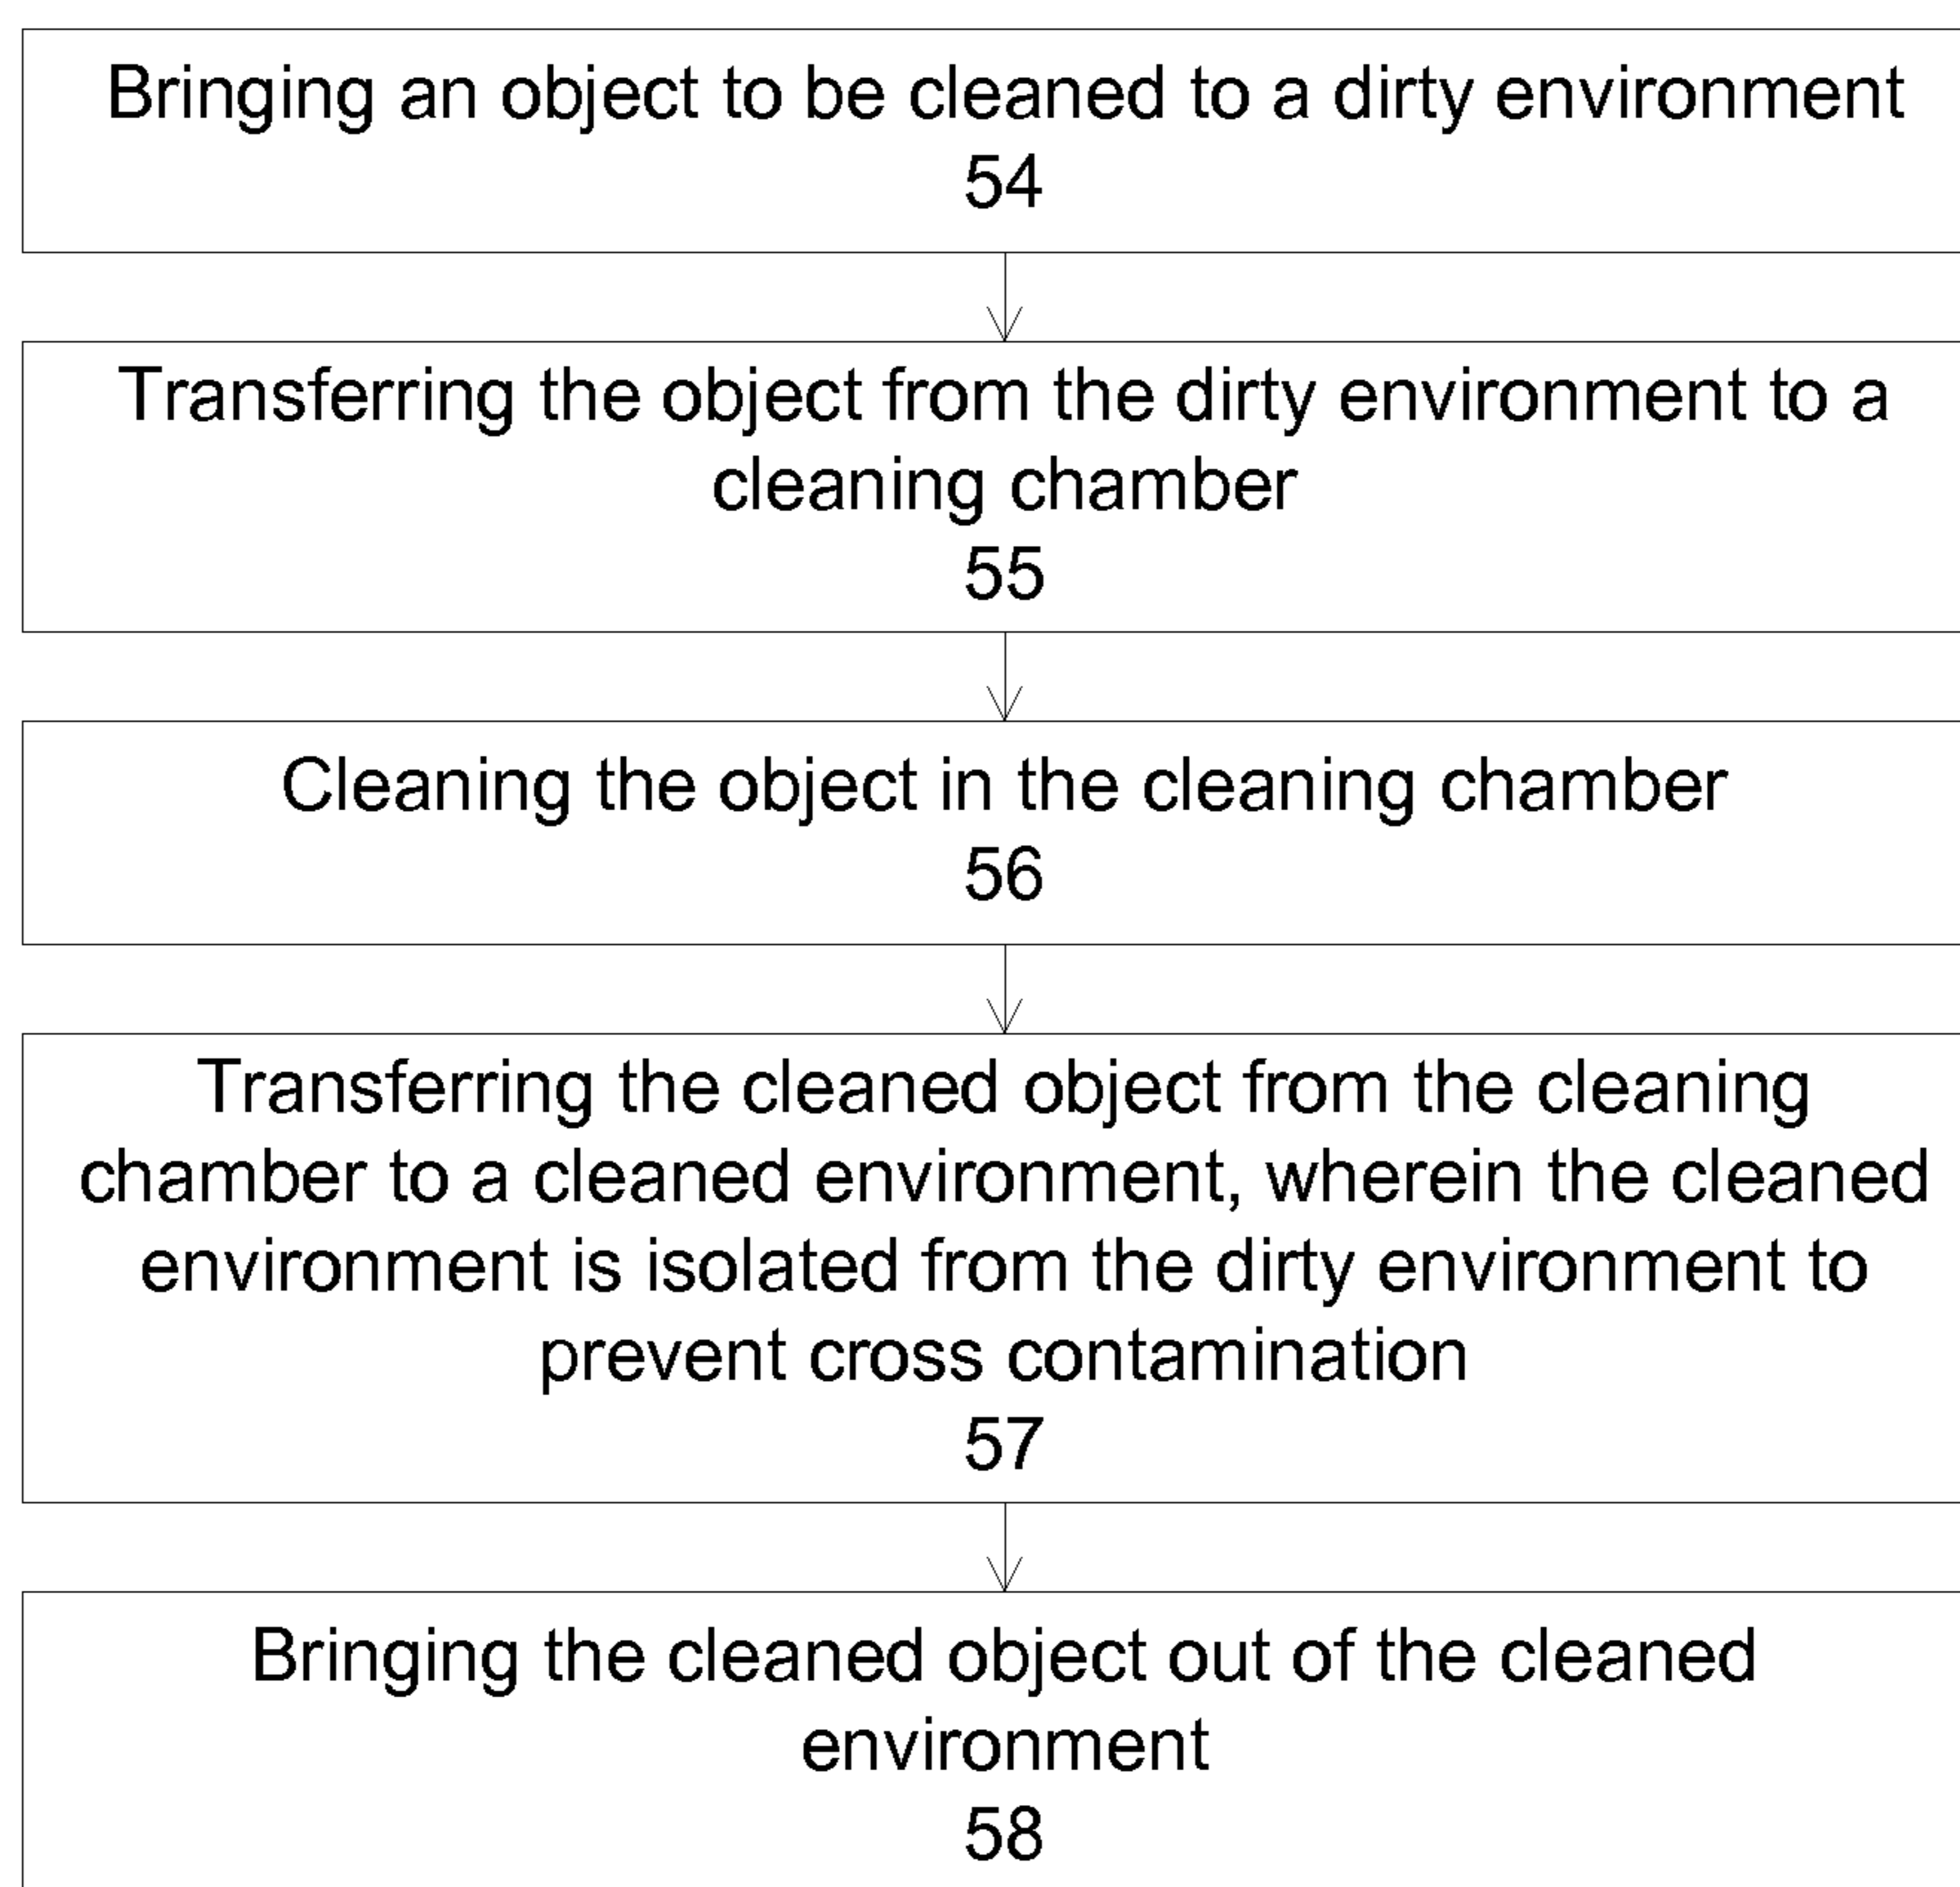 Bringing an object to be cleaned to a dirty environment
54
Transferring the object from the dirty environment to a
cleaning chamber
55
Cleaning the object in the cleaning chamber
56
Transferring the cleaned object from the cleaning
chamber to a cleaned environment, wherein the cleaned
environment is isolated from the dirty environment to
prevent cross contamination
57
Bringing the cleaned object out of the cleaned
environment
58